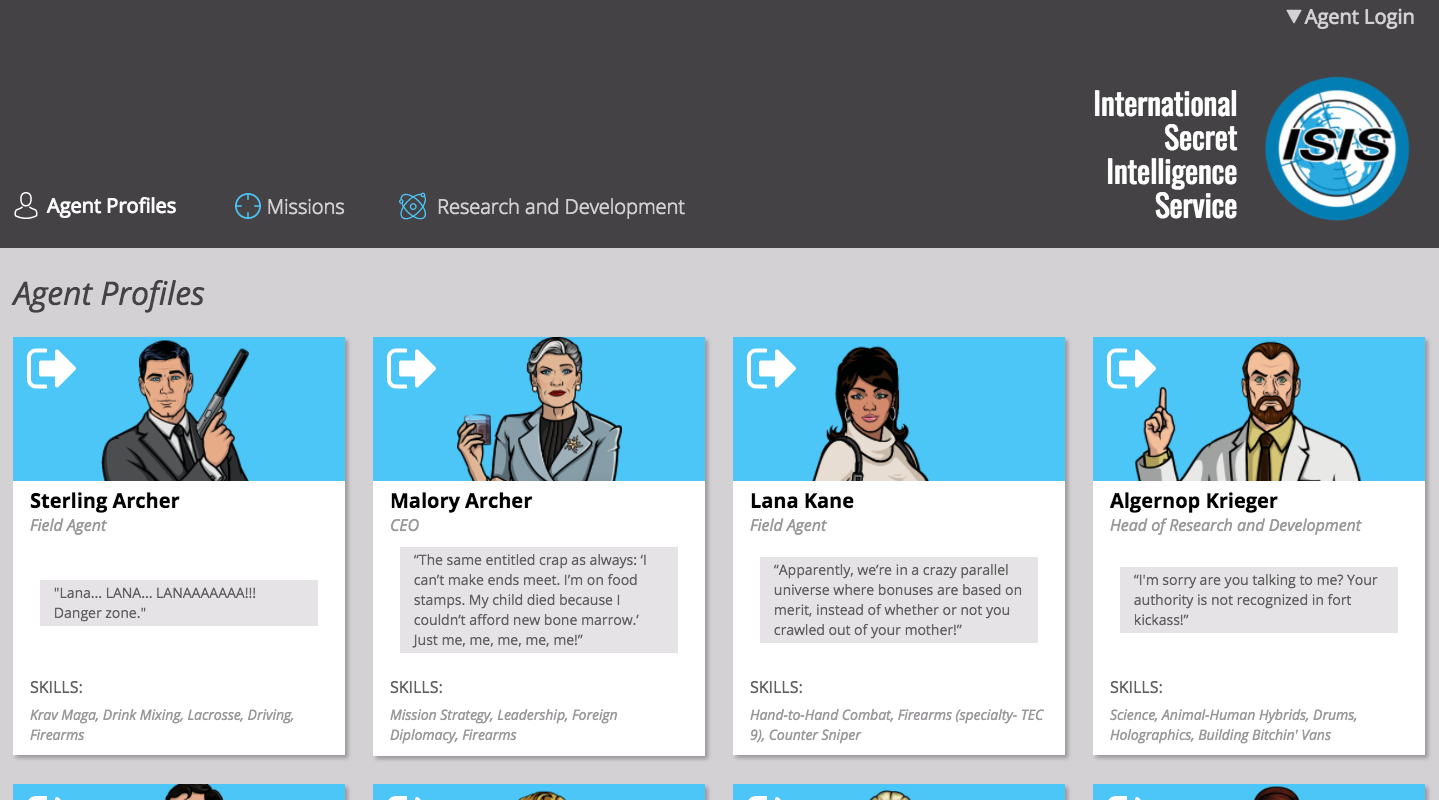 ▼Agent Login
International
Secret
Intelligence
Service
ISIS
Agent Profiles
Missions
Research and Development
Agent Profiles
Sterling Archer
Field Agent
"Lana... LANA... LANAAAAAAA!!!
Danger zone."
SKILLS:
Krav Maga, Drink Mixing, Lacrosse, Driving,
Firearms
Malory Archer
CEO
“The same entitled crap as always: ‘I
can’t make ends meet. I’m on food
stamps. My child died because I
couldn’t afford new bone marrow.’
Just me, me, me, me, me!”
SKILLS:
Mission Strategy, Leadership, Foreign
Diplomacy, Firearms
Lana Kane
Field Agent
“Apparently, we’re in a crazy parallel
universe where bonuses are based on
merit, instead of whether or not you
crawled out of your mother!”
SKILLS:
Hand-to-Hand Combat, Firearms (specialty- TEC
9), Counter Sniper
Algernop Krieger
Head of Research and Development
“I'm sorry are you talking to me? Your
authority is not recognized in fort
kickass!”
SKILLS:
Science, Animal-Human Hybrids, Drums,
Holographics, Building Bitchin' Vans